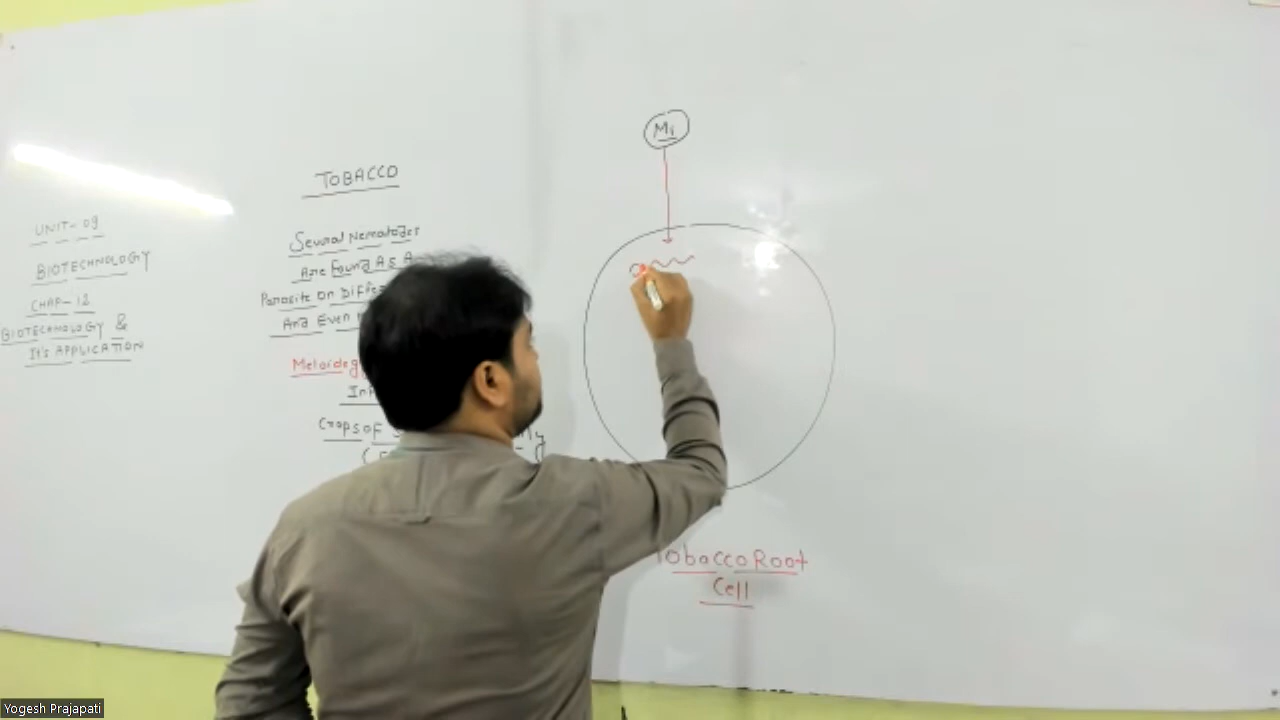 UNIT-09
BIOTECHNOLOGY
CHAP-12
BIOTECHNOLOGY &
It's APPLICATION
TOBACCO
Several Nematodes
Are Found As A
Parasite on
And Even
Crops of
Mi
Tobacco Root
Cell
Yogesh Prajapati